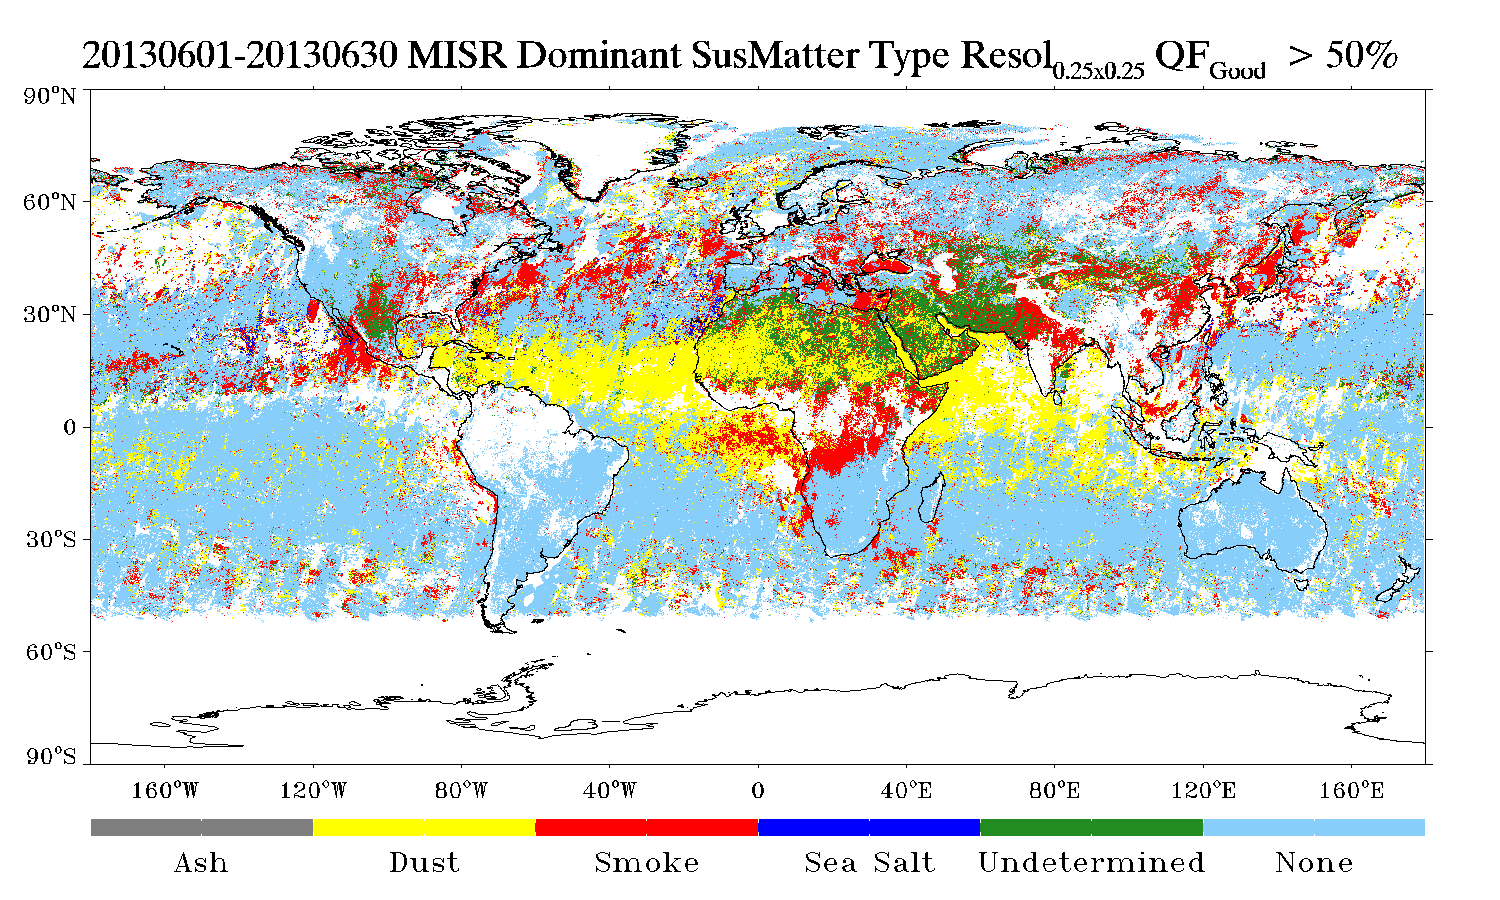 20130601-20130630 MISR Dominant SusMatter Type Resol0.25x0.25 QFGood > 50%
90°N
60°N
30°N
0
30°S
60°S
90°S
160°W 120°W 80°W 40°W 0 40°E 80°E 120°E 160°E
Ash Dust Smoke Sea Salt Undetermined None